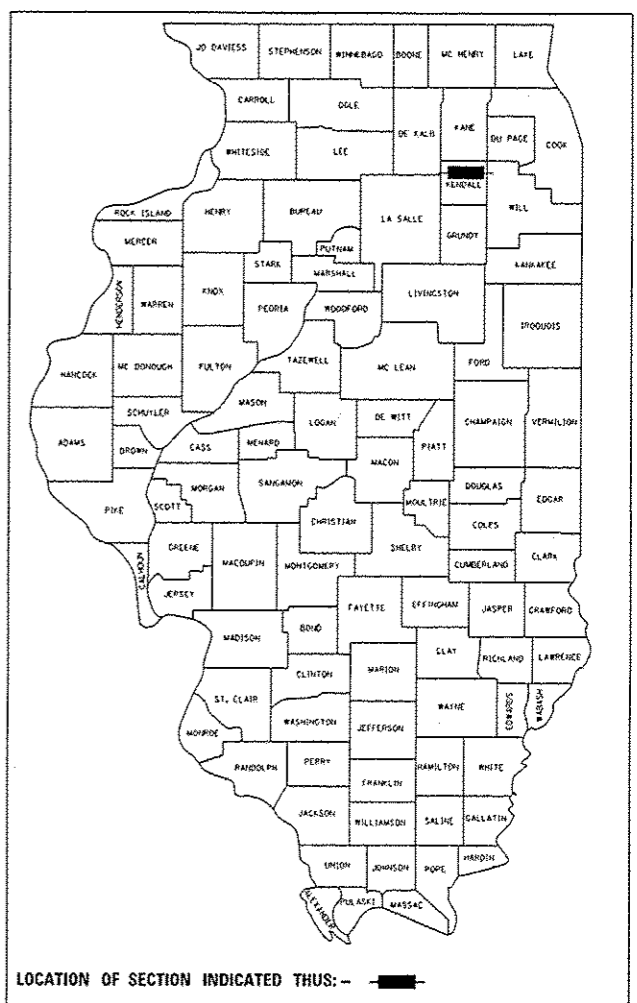 JO DAVIESS STEPHENSON WINNEBAGO BOONE MC HENRY LAKE
CARROLL OGLE DE KALB KANE DU PAGE COOK
WHITESIDE LEE KENDALL WILL
ROCK ISLAND HENRY BUREAU LA SALLE GRUNDY
MERCER PUTNAM KANKAKEE
STARK MARSHALL
HENDERSON WARREN KNOX PEORIA WOODFORD LIVINGSTON IROQUOIS
HANCOCK MC DONOUGH FULTON TAZEWELL MC LEAN FORD
MASON
SCHUYLER LOGAN DE WITT CHAMPAIGN VERMILION
ADAMS BROWN CASS MENARD PIATT
MACON
PIKE MORGAN SANGAMON DOUGLAS
SCOTT CHRISTIAN MOULTRIE COLES EDGAR
CALHOUN GREENE MACOUPIN MONTGOMERY SHELBY CUMBERLAND CLARK
JERSEY FAYETTE EFFINGHAM JASPER CRAWFORD
MADISON BOND
CLINTON MARION CLAY RICHLAND LAWRENCE
ST. CLAIR WAYNE EDWARDS WABASH
MONROE WASHINGTON JEFFERSON
RANDOLPH PERRY HAMILTON WHITE
FRANKLIN
JACKSON WILLIAMSON SALINE GALLATIN
UNION JOHNSON POPE HARDIN
ALEXANDER PULASKI MASSAC
LOCATION OF SECTION INDICATED THUS: -